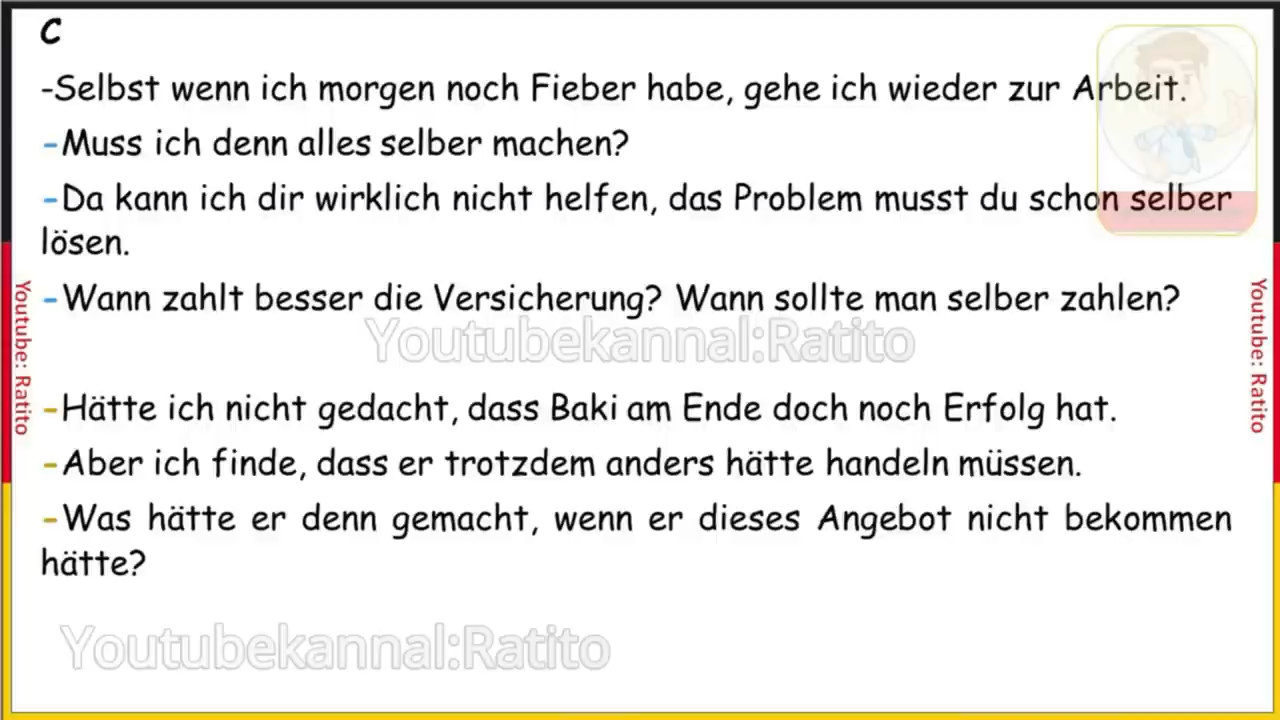 C
-Selbst wenn ich morgen noch Fieber habe, gehe ich wieder zur Arbeit.
-Muss ich denn alles selber machen?
-Da kann ich dir wirklich nicht helfen, das Problem musst du schon selber
lösen.
-Wann zahlt besser die Versicherung? Wann sollte man selber zahlen?
Youtube: Ratito
Youtube: Ratito
Youtubekannal:Ratito
-Hätte ich nicht gedacht, dass Baki am Ende doch noch Erfolg hat.
-Aber ich finde, dass er trotzdem anders hätte handeln müssen.
-Was hätte er denn gemacht, wenn er dieses Angebot nicht bekommen
hätte?
Youtubekannal:Ratito